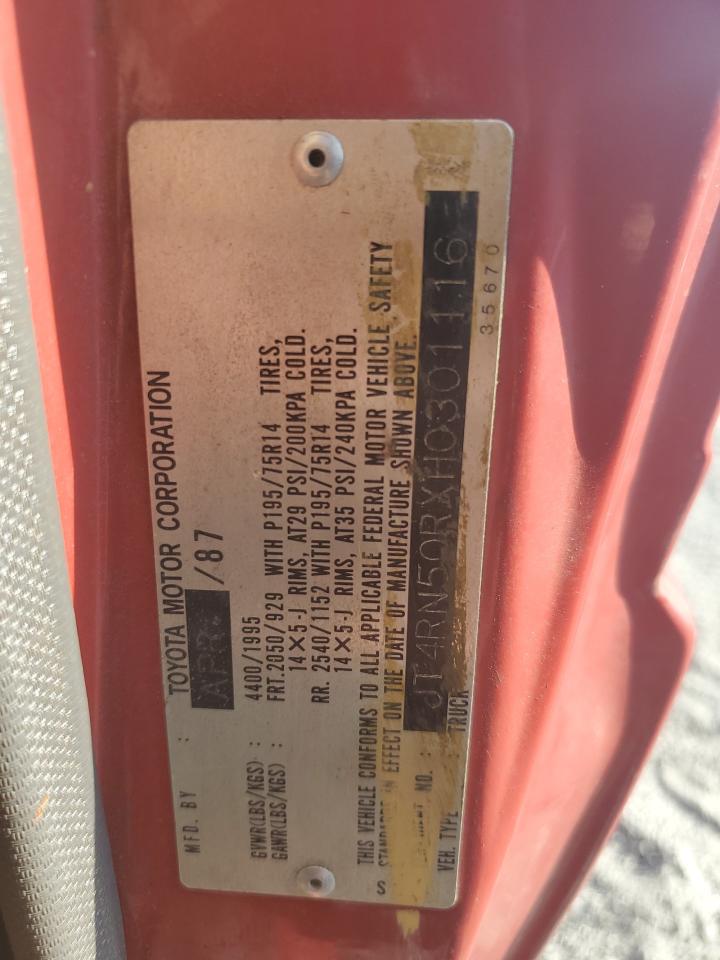 MFD. BY : TOYOTA MOTOR CORPORATION
APR. /87
GVWR(LBS/KGS) : 4400/1995
GAWR(LBS/KGS) : FRT. 2050/929 WITH P195/75R14 TIRES,
14×5-J RIMS, AT29 PSI/200KPA COLD.
RR. 2540/1152 WITH P195/75R14 TIRES,
14×5-J RIMS, AT35 PSI/240KPA COLD.
THIS VEHICLE CONFORMS TO ALL APPLICABLE FEDERAL MOTOR VEHICLE SAFETY
S IN EFFECT ON THE DATE OF MANUFACTURE SHOWN ABOVE.
NO. : JT4RN50RXH0301116
VEH. TYPE : TRUCK 35670